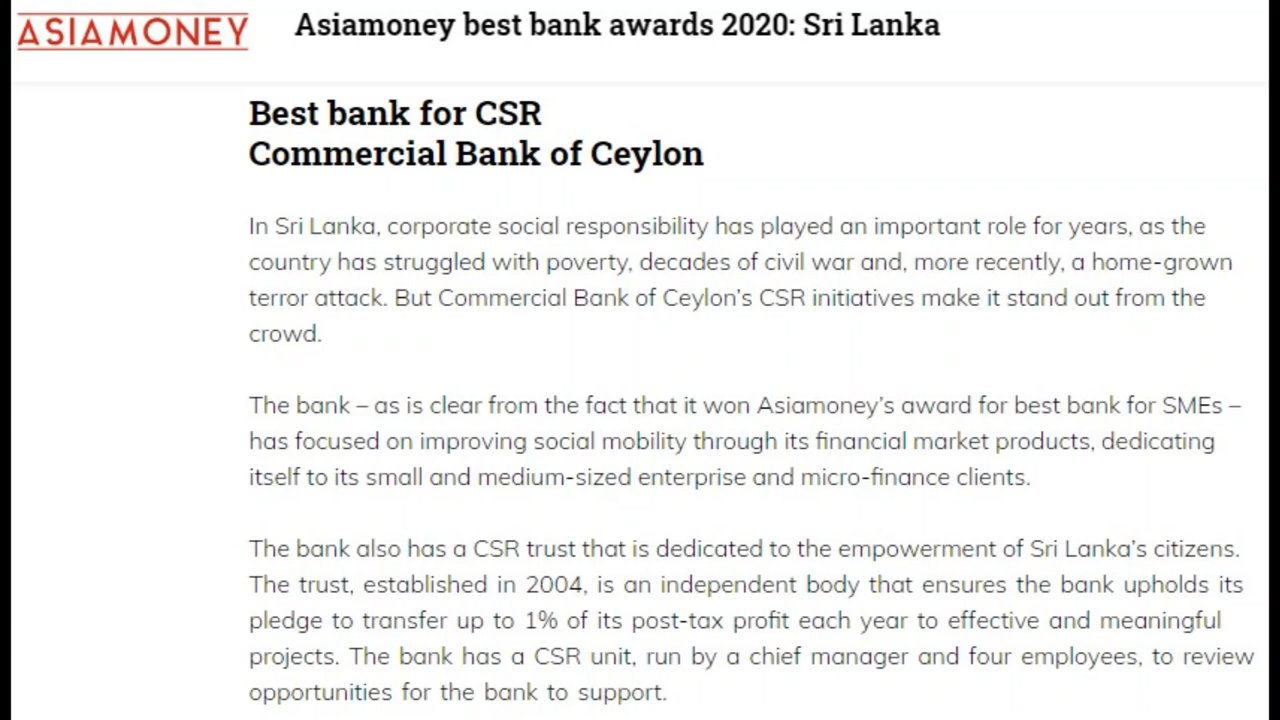 ASIAMONEY
Asiamoney best bank awards 2020: Sri Lanka
Best bank for CSR
Commercial Bank of Ceylon
In Sri Lanka, corporate social responsibility has played an important role for years, as the
country has struggled with poverty, decades of civil war and, more recently, a home-grown
terror attack. But Commercial Bank of Ceylon’s CSR initiatives make it stand out from the
crowd.
The bank – as is clear from the fact that it won Asiamoney’s award for best bank for SMEs –
has focused on improving social mobility through its financial market products, dedicating
itself to its small and medium-sized enterprise and micro-finance clients.
The bank also has a CSR trust that is dedicated to the empowerment of Sri Lanka’s citizens.
The trust, established in 2004, is an independent body that ensures the bank upholds its
pledge to transfer up to 1% of its post-tax profit each year to effective and meaningful
projects. The bank has a CSR unit, run by a chief manager and four employees, to review
opportunities for the bank to support.